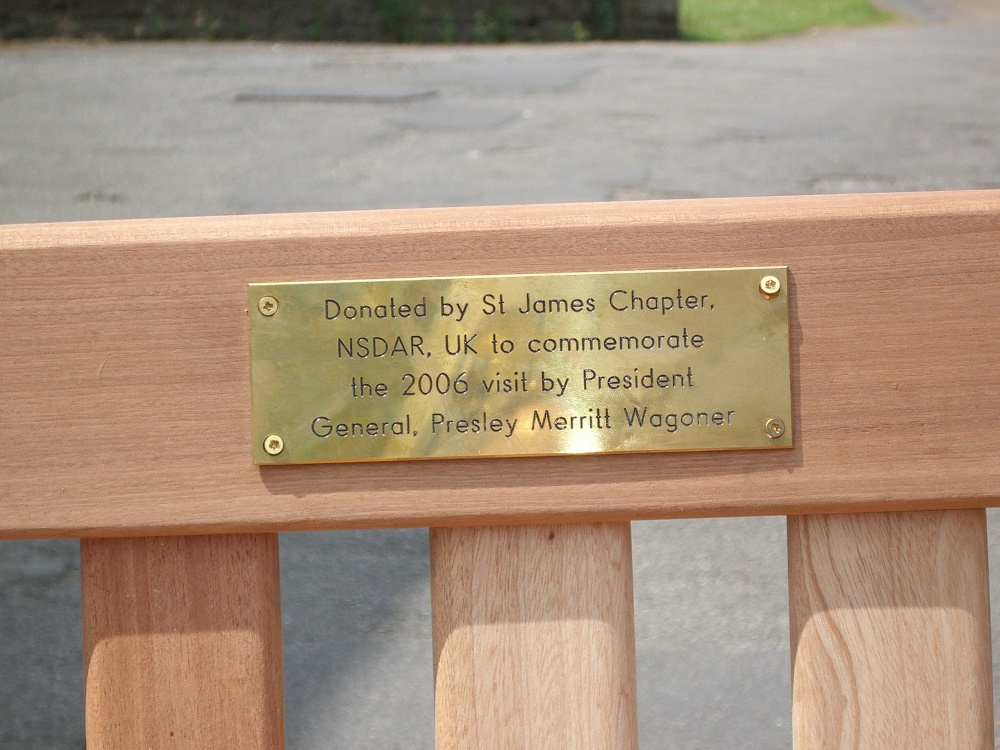 Donated by St James Chapter,
NSDAR, UK to commemorate
the 2006 visit by President
General, Presley Merritt Wagoner